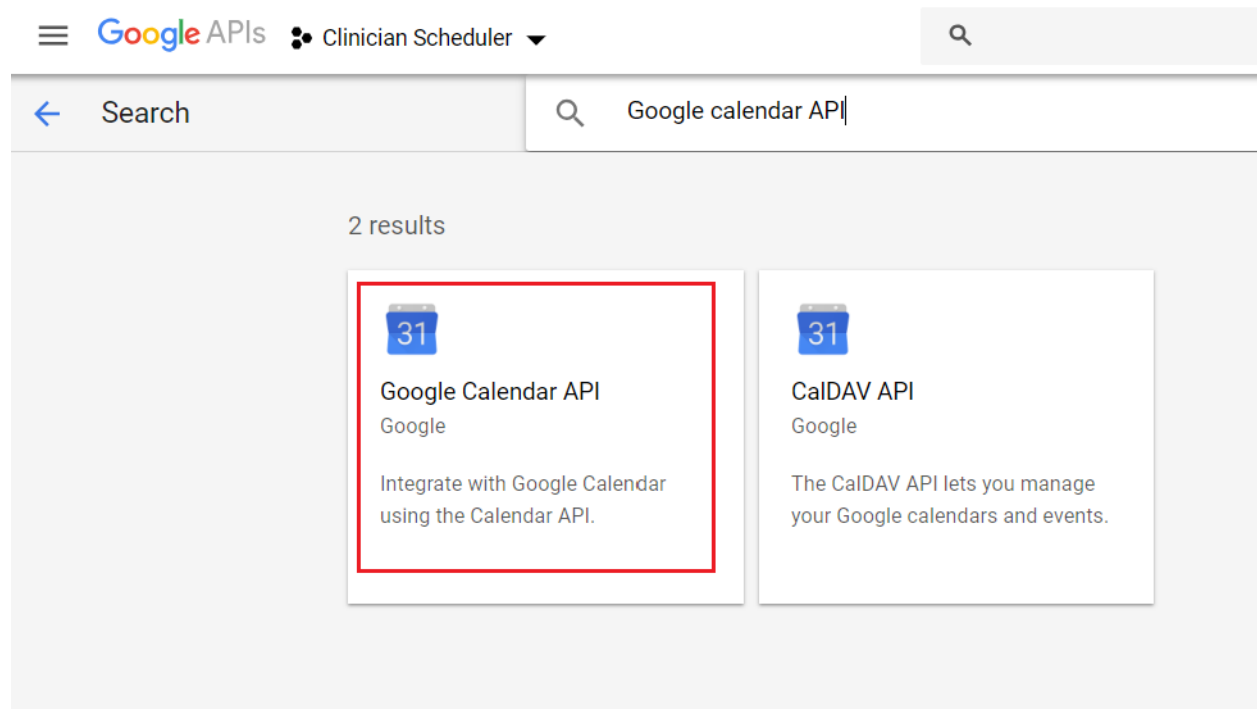 Google APIs Clinician Scheduler
Search
Google calendar API
2 results
31
Google Calendar API
Google
Integrate with Google Calendar
using the Calendar API.
31
CalDAV API
Google
The CalDAV API lets you manage
your Google calendars and events.